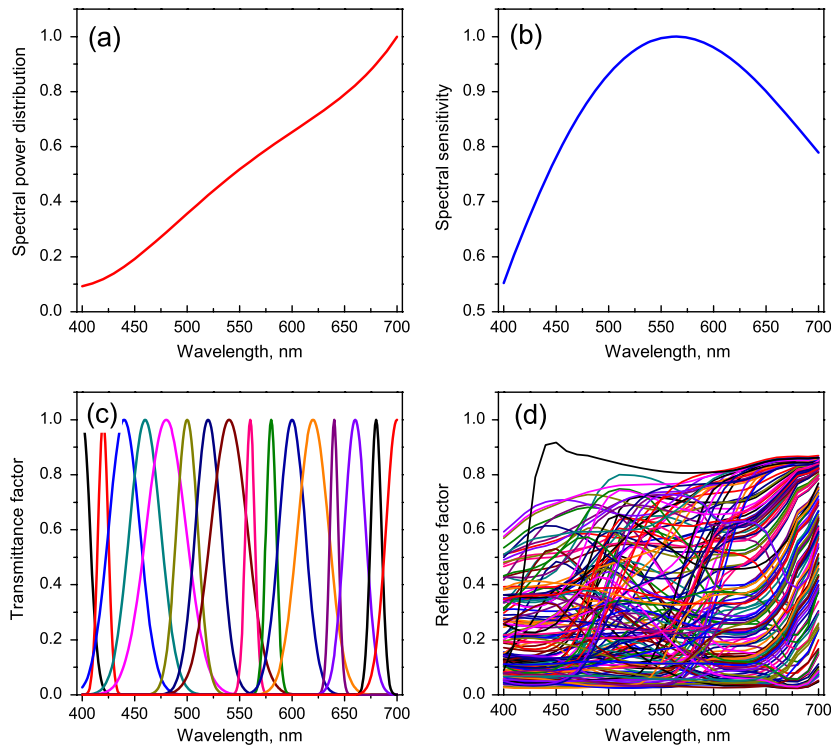 (a)
Spectral power distribution
1.0
0.8
0.6
0.4
0.2
0.0
400 450 500 550 600 650 700
Wavelength, nm
(b)
Spectral sensitivity
1.0
0.9
0.8
0.7
0.6
0.5
400 450 500 550 600 650 700
Wavelength, nm
(c)
Transmittance factor
1.0
0.8
0.6
0.4
0.2
0.0
400 450 500 550 600 650 700
Wavelength, nm
(d)
Reflectance factor
1.0
0.8
0.6
0.4
0.2
0.0
400 450 500 550 600 650 700
Wavelength, nm